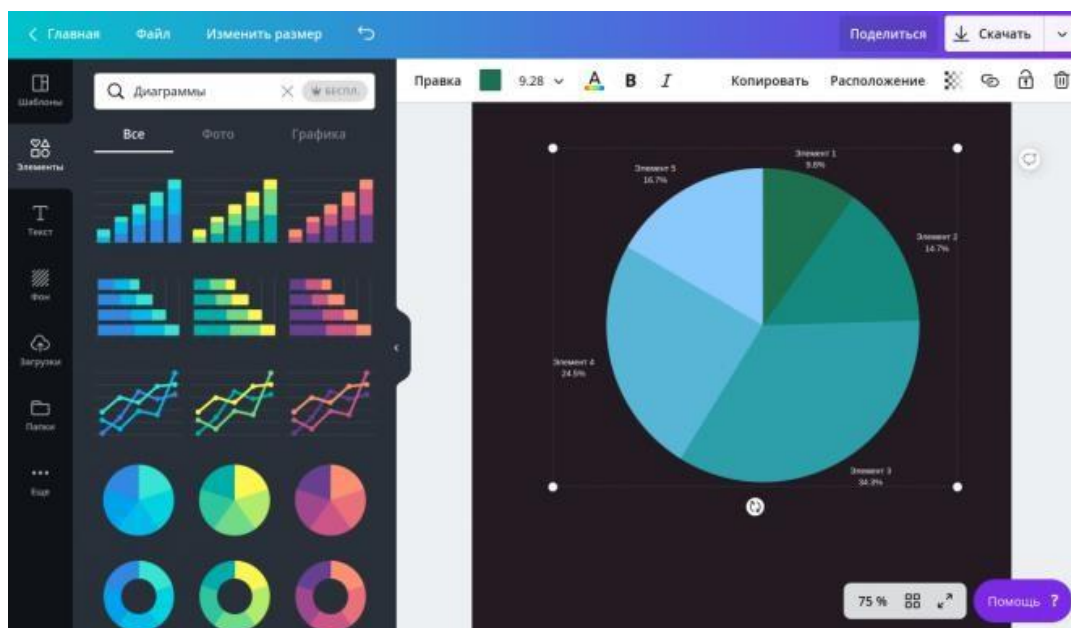 Главная Файл Изменить размер Поделиться Скачать
Шаблоны
Элементы
Текст
Фон
Загрузки
Папки
Еще
Диаграммы БЕСПЛ.
Все Фото Графика
Правка 9.28 A B I Копировать Расположение
Элемент 1
9.8%
Элемент 2
14.7%
Элемент 3
34.3%
Элемент 4
24.5%
Элемент 5
16.7%
75 % Помощь ?